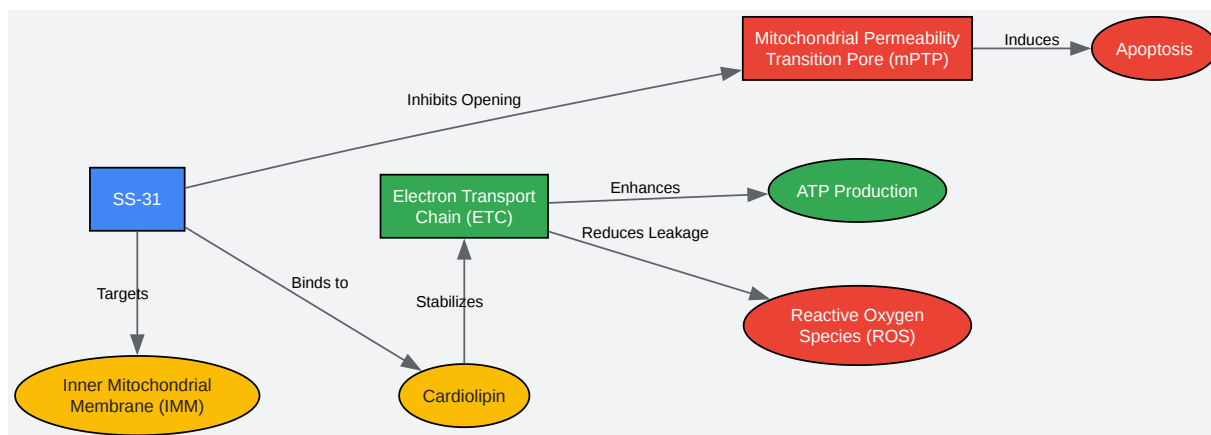 Mitochondrial Permeability
Transition Pore (mPTP)
Induces
Apoptosis
Inhibits Opening
SS-31
Electron Transport
Chain (ETC)
Enhances
ATP Production
Reduces Leakage
Targets
Binds to
Stabilizes
Reactive Oxygen
Species (ROS)
Inner Mitochondrial
Membrane (IMM)
Cardiolipin